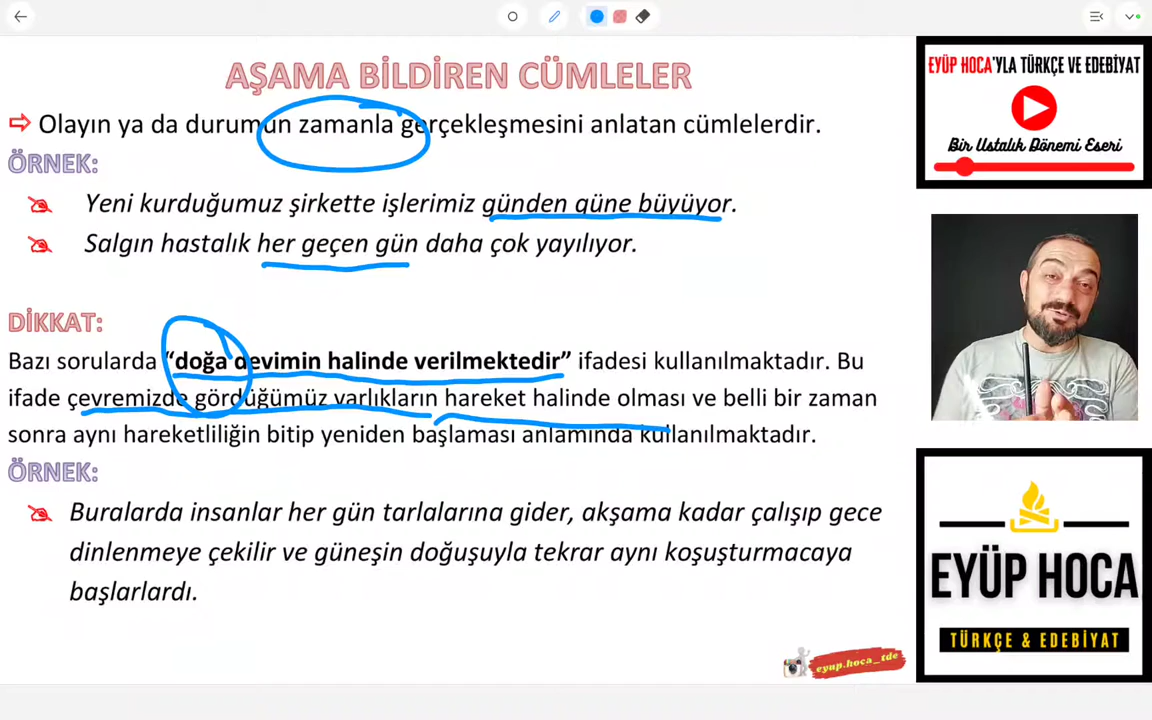 AŞAMA BİLDİREN CÜMLELER
⇨ Olayın ya da durumun zamanla gerçekleşmesini anlatan cümlelerdir.
ÖRNEK:
Yeni kurduğumuz şirkette işlerimiz günden güne büyüyor.
Salgın hastalık her geçen gün daha çok yayılıyor.
DİKKAT:
Bazı sorularda “doğa devimin halinde verilmektedir” ifadesi kullanılmaktadır. Bu
ifade çevremizde gördüğümüz varlıkların hareket halinde olması ve belli bir zaman
sonra aynı hareketliliğin bitip yeniden başlaması anlamında kullanılmaktadır.
ÖRNEK:
Buralarda insanlar her gün tarlalarına gider, akşama kadar çalışıp gece
dinlenmeye çekilir ve güneşin doğuşuyla tekrar aynı koşuşturmacaya
başlarlardı.
eyup.hoca_tde
EYÜP HOCA'YLA TÜRKÇE VE EDEBİYAT
Bir Ustalık Dönemi Eseri
EYÜP HOCA
TÜRKÇE & EDEBİYAT